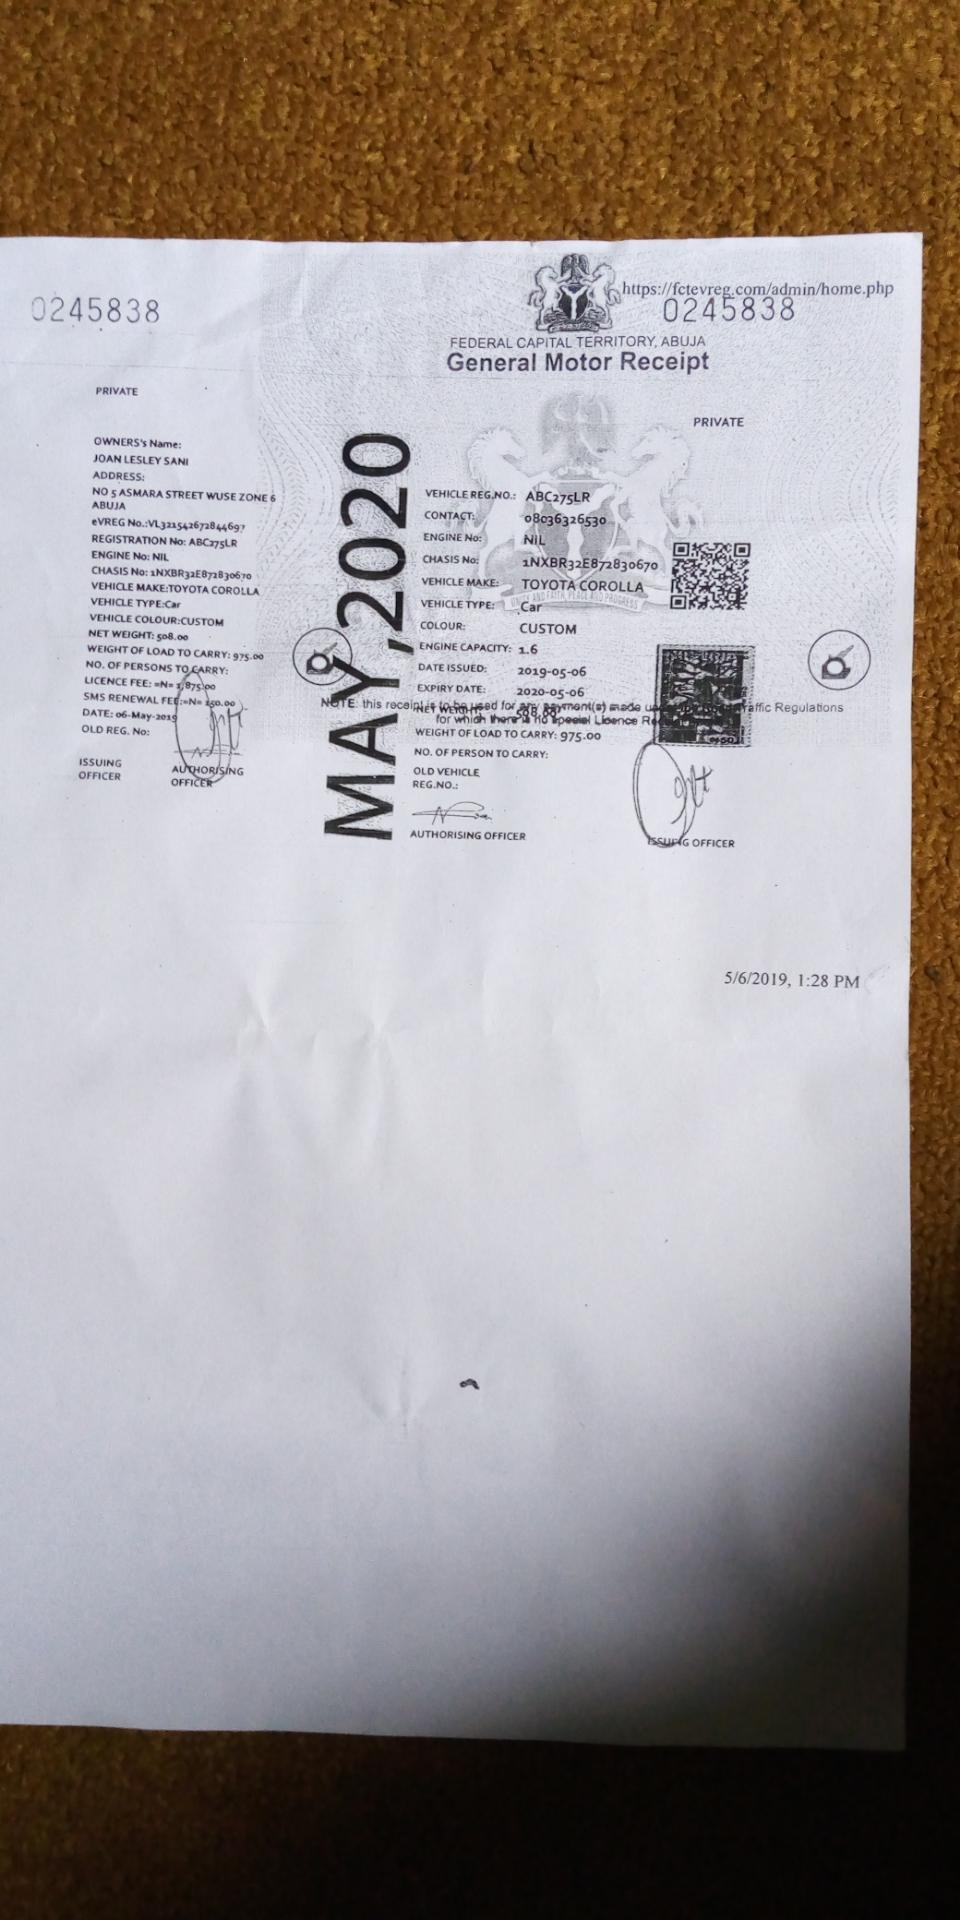 https://fctevreg.com/admin/home.php
0245838
0245838
FEDERAL CAPITAL TERRITORY, ABUJA
General Motor Receipt
PRIVATE
OWNERS's Name:
JOAN LESLEY SANI
ADDRESS:
NO 5 ASMARA STREET WUSE ZONE 6
ABUJA
eVREG No.:VL32154267284469?
REGISTRATION No: ABC275LR
ENGINE No: NIL
CHASIS No: 1NXBR32E872830670
VEHICLE MAKE:TOYOTA COROLLA
VEHICLE TYPE:Car
VEHICLE COLOUR:CUSTOM
NET WEIGHT: 508.00
WEIGHT OF LOAD TO CARRY: 975.00
NO. OF PERSONS TO CARRY:
LICENCE FEE: =N= 1,875.00
SMS RENEWAL FEE:=N= 150.00
DATE: 06-May-2019
OLD REG. No:
ISSUING
OFFICER
AUTHORISING
OFFICER
MAY,2020
PRIVATE
VEHICLE REG.NO.: ABC275LR
CONTACT: 08036326530
ENGINE No: NIL
CHASIS No: 1NXBR32E872830670
VEHICLE MAKE: TOYOTA COROLLA
VEHICLE TYPE: Car
COLOUR: CUSTOM
ENGINE CAPACITY: 1.6
DATE ISSUED: 2019-05-06
EXPIRY DATE: 2020-05-06
NET WEIGHT: 508.00
NOTE: this receipt is to be used for any payment(s) made under Traffic Regulations
for which there is no special Licence
WEIGHT OF LOAD TO CARRY: 975.00
NO. OF PERSON TO CARRY:
OLD VEHICLE
REG.NO.:
AUTHORISING OFFICER
ISSUING OFFICER
5/6/2019, 1:28 PM